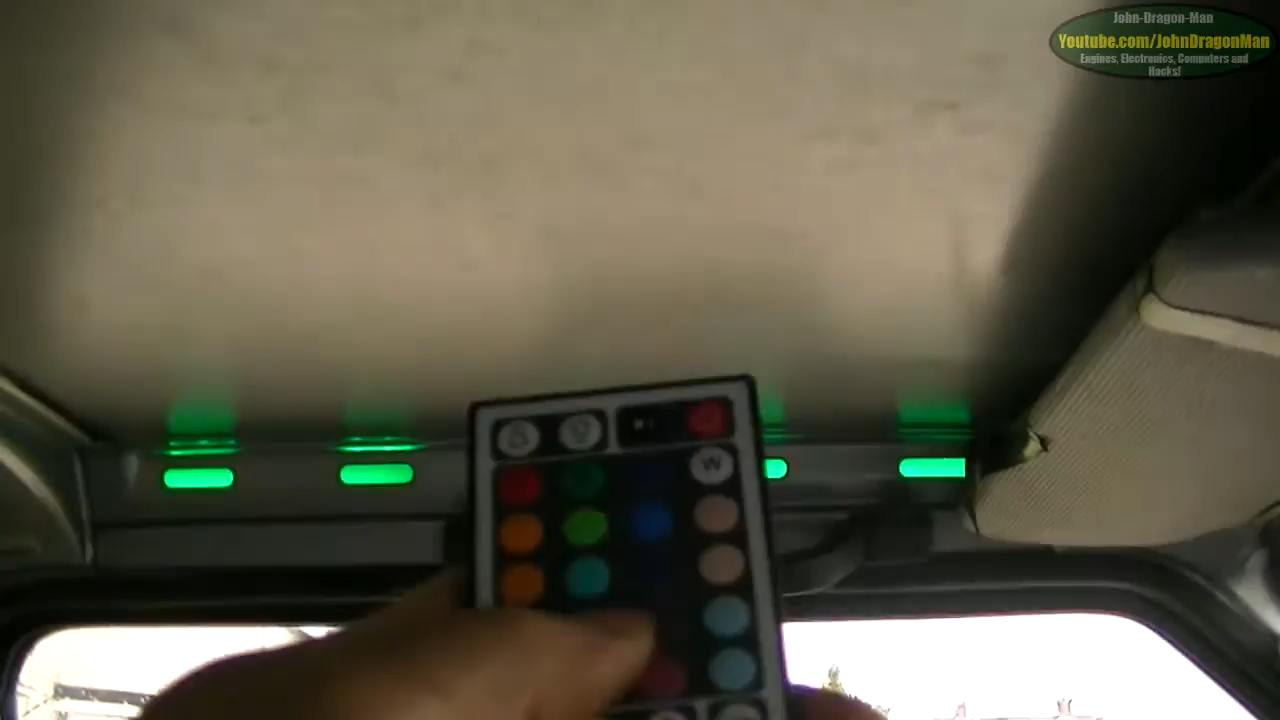 John-Dragon-Man
Youtube.com/JohnDragonMan
Engines, Electronics, Computers and
Hacks!
W